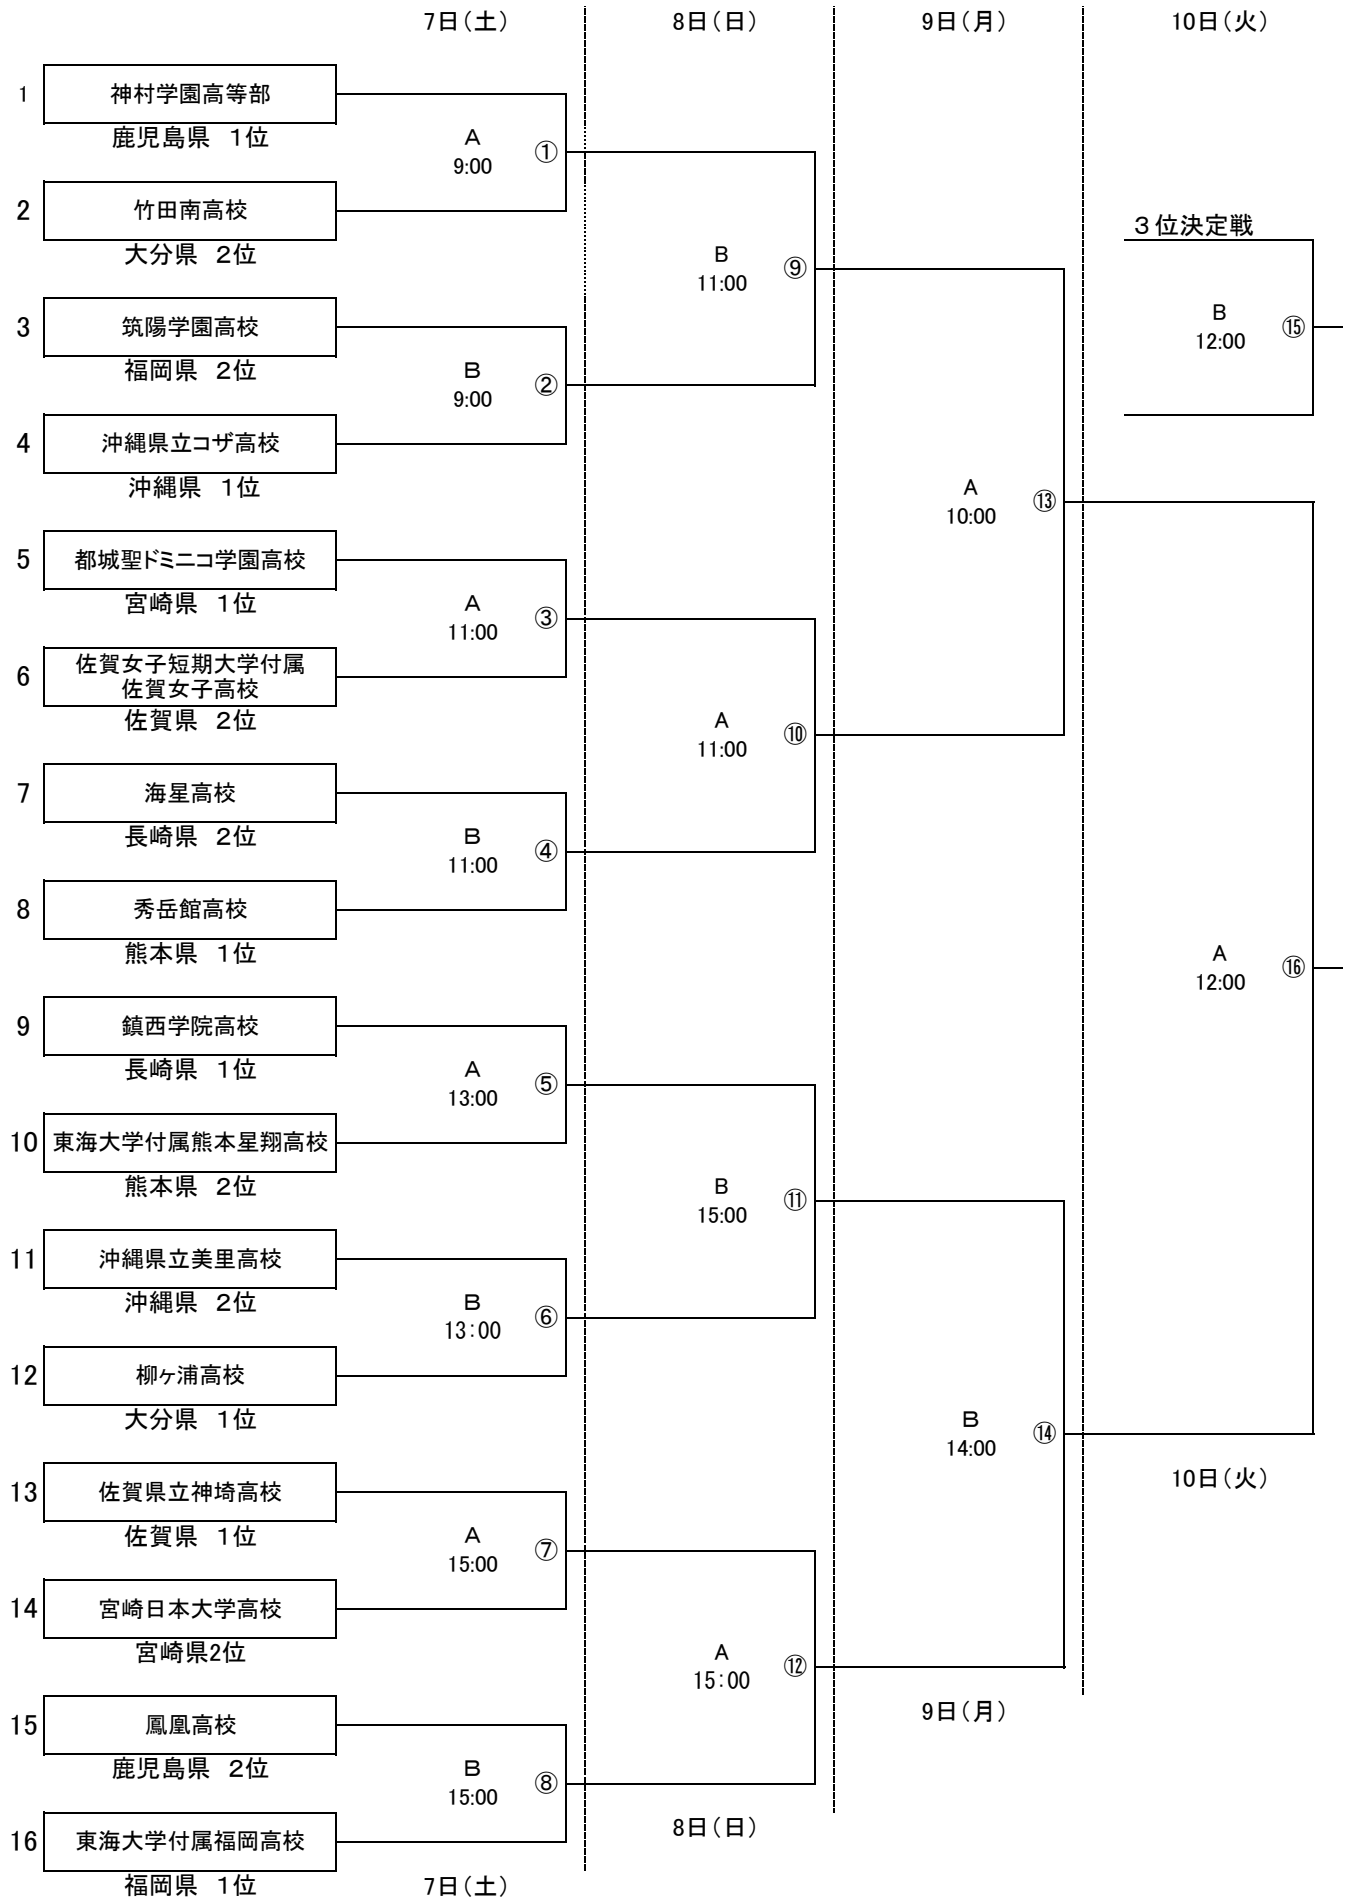 7日(土) 8日(日) 9日(月) 10日(火)
1 神村学園高等部
鹿児島県 1位
A
9:00
①
2 竹田南高校
大分県 2位
3位決定戦
B
11:00
⑨
3 筑陽学園高校
福岡県 2位
B
9:00
②
B
12:00
⑮
4 沖縄県立コザ高校
沖縄県 1位
A
10:00
⑬
5 都城聖ドミニコ学園高校
宮崎県 1位
A
11:00
③
6 佐賀女子短期大学付属
佐賀女子高校
佐賀県 2位
A
11:00
⑩
7 海星高校
長崎県 2位
B
11:00
④
8 秀岳館高校
熊本県 1位
A
12:00
⑯
9 鎮西学院高校
長崎県 1位
A
13:00
⑤
10 東海大学付属熊本星翔高校
熊本県 2位
B
15:00
⑪
11 沖縄県立美里高校
沖縄県 2位
B
13:00
⑥
12 柳ヶ浦高校
大分県 1位
B
14:00
⑭
10日(火)
13 佐賀県立神埼高校
佐賀県 1位
A
15:00
⑦
14 宮崎日本大学高校
宮崎県2位
A
15:00
⑫
15 鳳凰高校
鹿児島県 2位
9日(月)
B
15:00
⑧
16 東海大学付属福岡高校
福岡県 1位
8日(日)
7日(土)